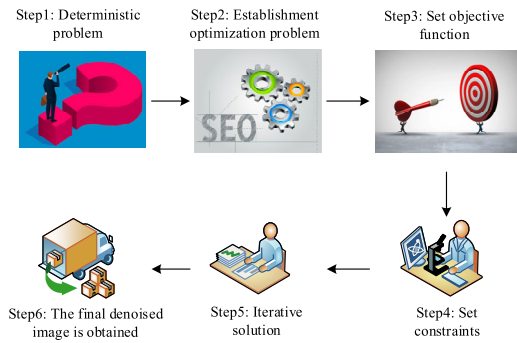 Step1: Deterministic
problem
Step2: Establishment
optimization problem
Step3: Set objective
function
SEO
Step4: Set
constraints
Step5: Iterative
solution
Step6: The final denoised
image is obtained